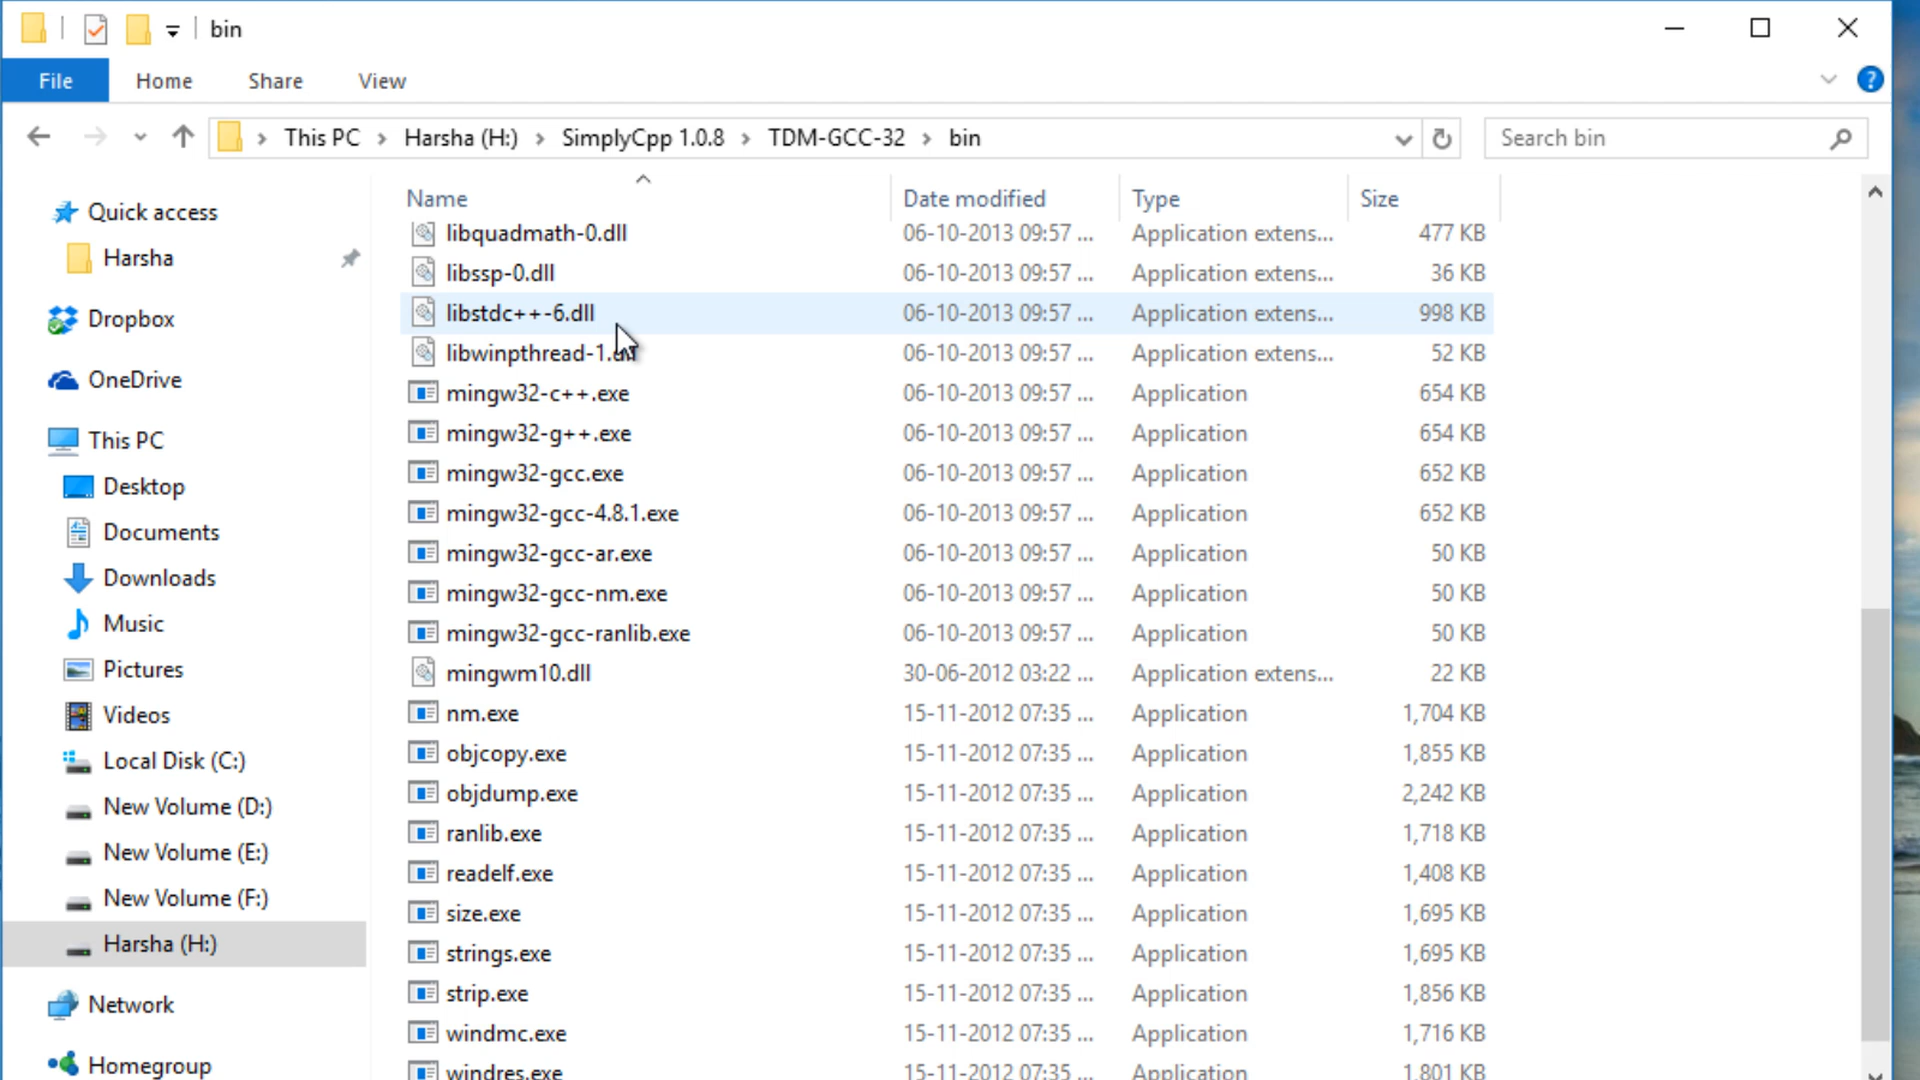 bin
File Home Share View
This PC Harsha (H:) SimplyCpp 1.0.8 TDM-GCC-32 bin Search bin
Name Date modified Type Size
Quick access
Harsha
Dropbox
OneDrive
This PC
Desktop
Documents
Downloads
Music
Pictures
Videos
Local Disk (C:)
New Volume (D:)
New Volume (E:)
New Volume (F:)
Harsha (H:)
Network
Homegroup
libquadmath-0.dll 06-10-2013 09:57 ... Application extens... 477 KB
libssp-0.dll 06-10-2013 09:57 ... Application extens... 36 KB
libstdc++-6.dll 06-10-2013 09:57 ... Application extens... 998 KB
libwinpthread-1.dll 06-10-2013 09:57 ... Application extens... 52 KB
mingw32-c++.exe 06-10-2013 09:57 ... Application 654 KB
mingw32-g++.exe 06-10-2013 09:57 ... Application 654 KB
mingw32-gcc.exe 06-10-2013 09:57 ... Application 652 KB
mingw32-gcc-4.8.1.exe 06-10-2013 09:57 ... Application 652 KB
mingw32-gcc-ar.exe 06-10-2013 09:57 ... Application 50 KB
mingw32-gcc-nm.exe 06-10-2013 09:57 ... Application 50 KB
mingw32-gcc-ranlib.exe 06-10-2013 09:57 ... Application 50 KB
mingwm10.dll 30-06-2012 03:22 ... Application extens... 22 KB
nm.exe 15-11-2012 07:35 ... Application 1,704 KB
objcopy.exe 15-11-2012 07:35 ... Application 1,855 KB
objdump.exe 15-11-2012 07:35 ... Application 2,242 KB
ranlib.exe 15-11-2012 07:35 ... Application 1,718 KB
readelf.exe 15-11-2012 07:35 ... Application 1,408 KB
size.exe 15-11-2012 07:35 ... Application 1,695 KB
strings.exe 15-11-2012 07:35 ... Application 1,695 KB
strip.exe 15-11-2012 07:35 ... Application 1,856 KB
windmc.exe 15-11-2012 07:35 ... Application 1,716 KB
windres.exe 15-11-2012 07:35 ... Application 1,801 KB